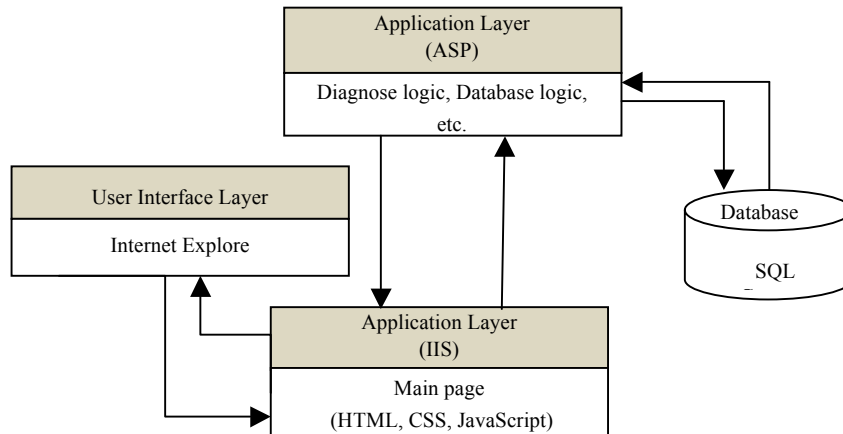 Application Layer
(ASP)
Diagnose logic, Database logic,
etc.
User Interface Layer
Internet Explore
Database
SQL
Application Layer
(IIS)
Main page
(HTML, CSS, JavaScript)